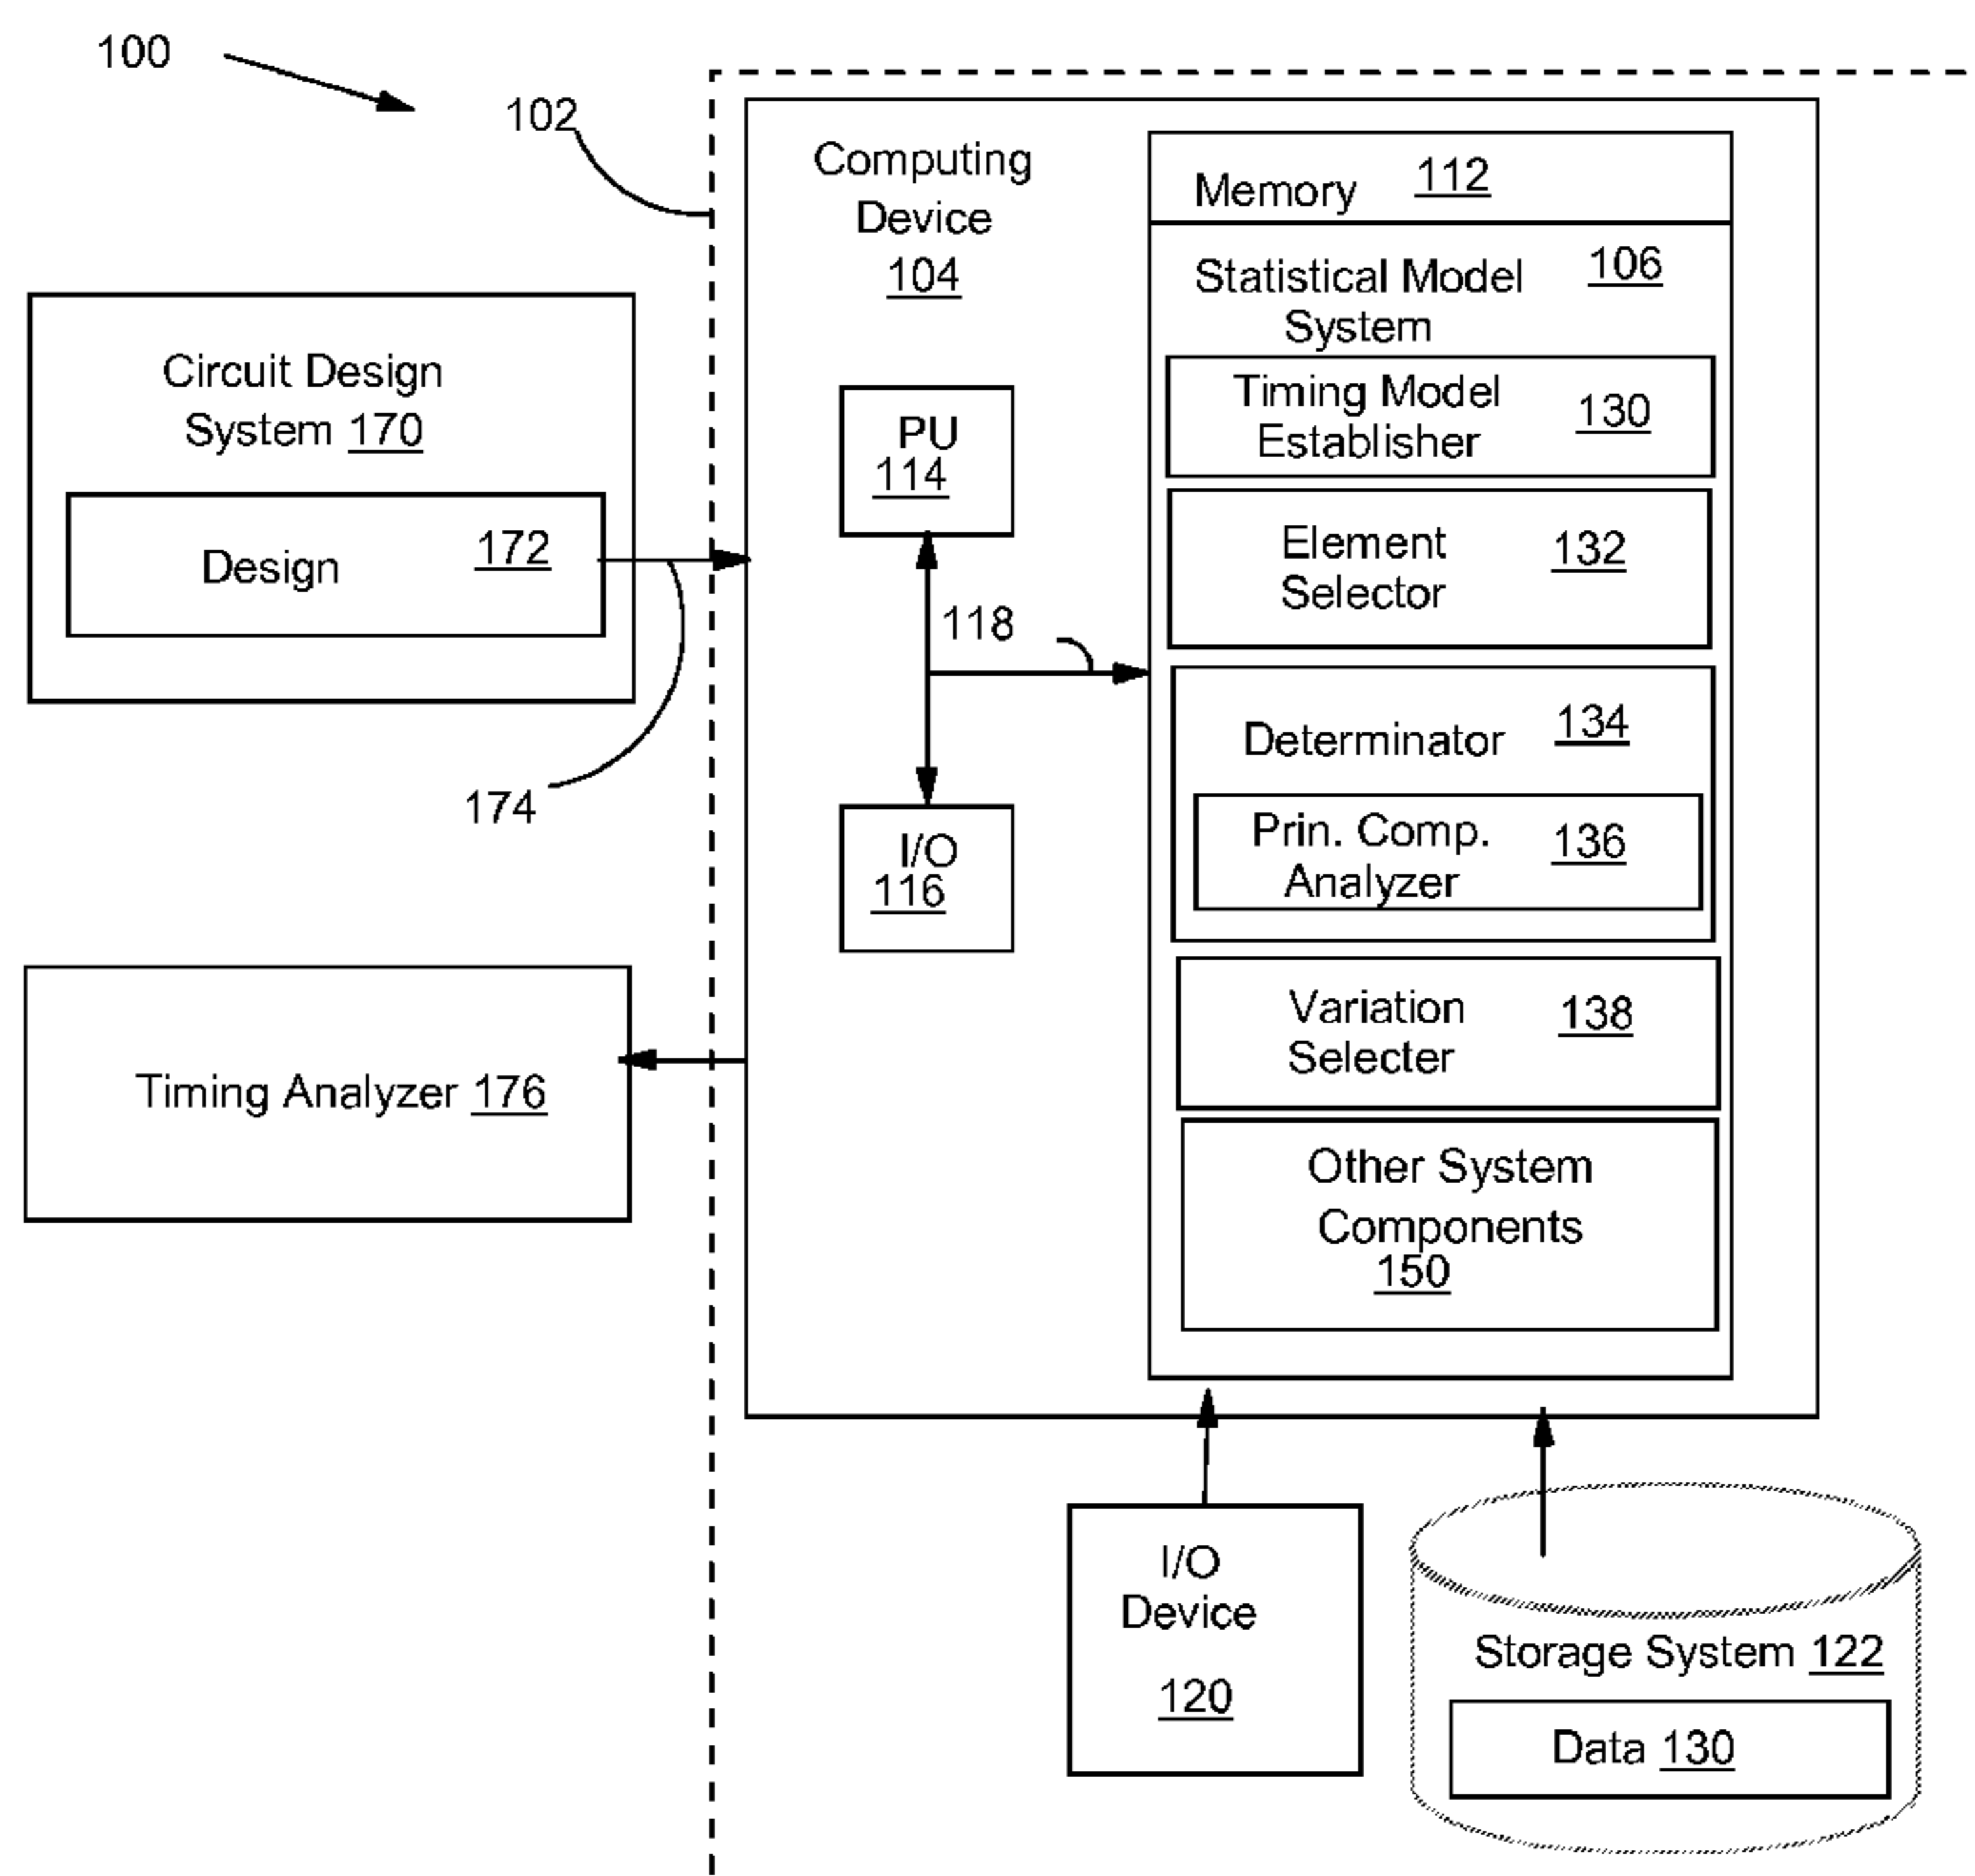 100
102
Computing
Device
104
Memory 112
Statistical Model 106
System
Timing Model
Establisher 130
Element
Selector 132
Determinator 134
Prin. Comp.
Analyzer 136
Variation
Selecter 138
Other System
Components
150
PU
114
118
I/O
116
Circuit Design
System 170
Design 172
174
Timing Analyzer 176
I/O
Device
120
Storage System 122
Data 130